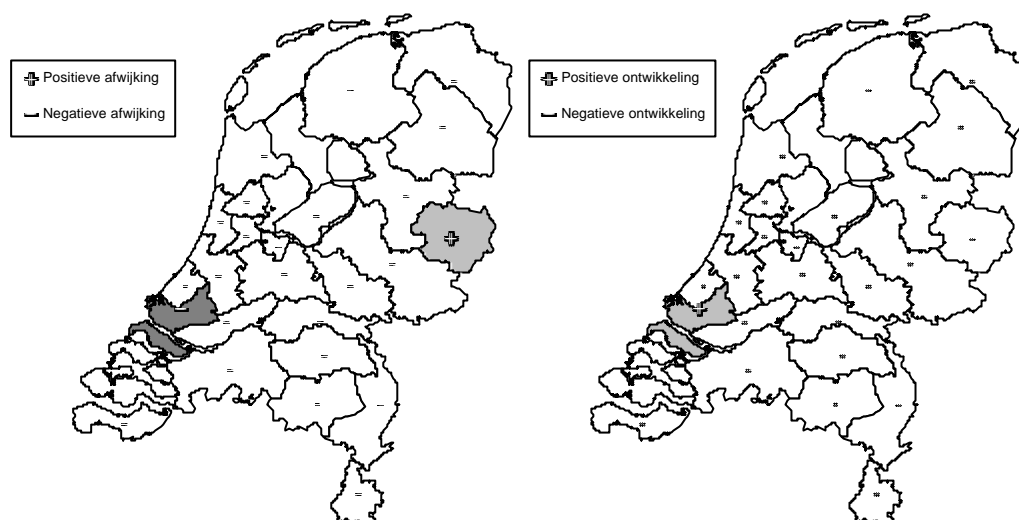 Positieve afwijking
Negatieve afwijking
Positieve ontwikkeling
Negatieve ontwikkeling